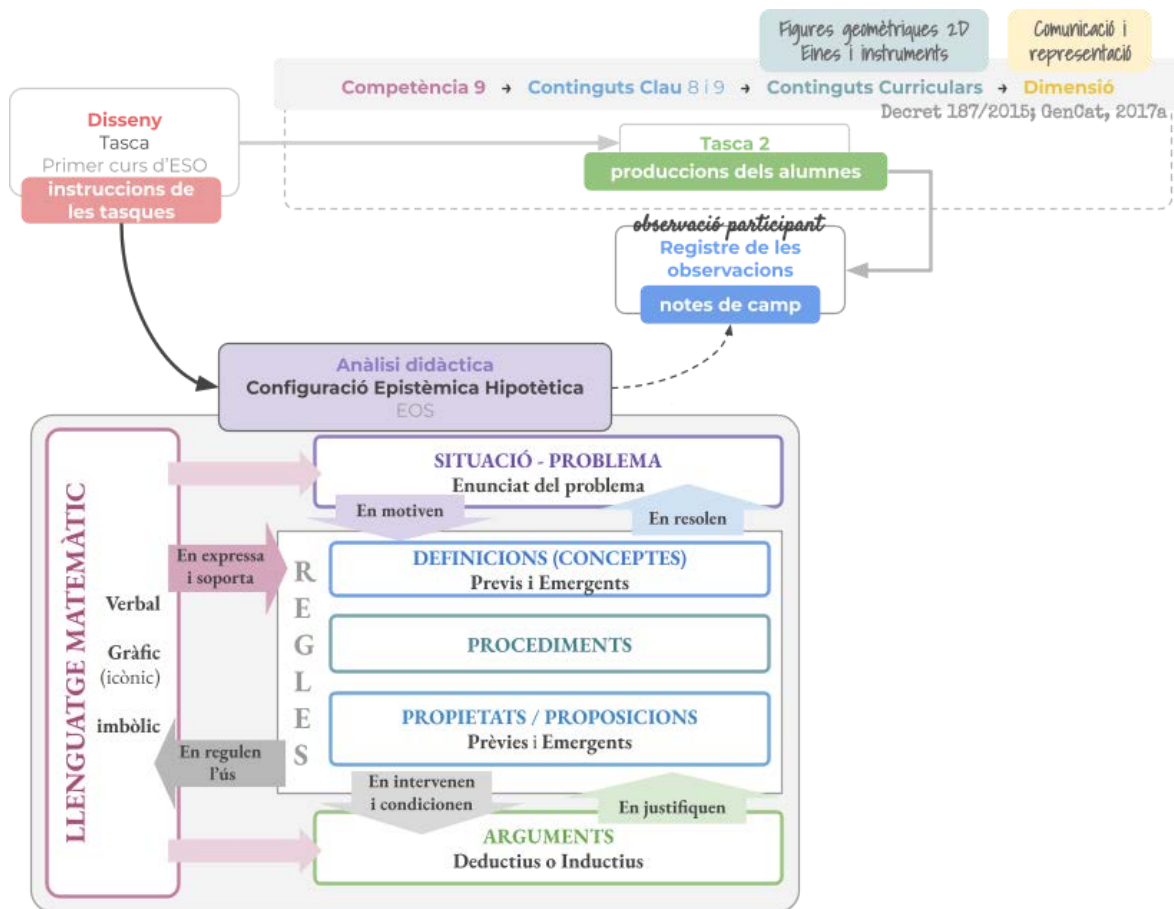 Figures geomètriques 2D
Eines i instruments
Comunicació i
representació
Competència 9 → Continguts Clau 8 i 9 → Continguts Curriculars → Dimensió
Decret 187/2015; GenCat, 2017a
Disseny
Tasca
Primer curs d'ESO
instruccions de
les tasques
Tasca 2
produccions dels alumnes
observació participant
Registre de les
observacions
notes de camp
Anàlisi didàctica
Configuració Epistèmica Hipotètica
EOS
LLENGUATGE MATEMÀTIC
Verbal
Gràfic
(icònic)
imbòlic
SITUACIÓ - PROBLEMA
Enunciat del problema
En motiven
En resolen
En expressa
i soporta
REGLES
DEFINICIONS (CONCEPTES)
Previs i Emergents
PROCEDIMENTS
PROPIETATS / PROPOSICIONS
Prèvies i Emergents
En regulen
l'ús
En intervenen
i condicionen
En justifiquen
ARGUMENTS
Deductius o Inductius